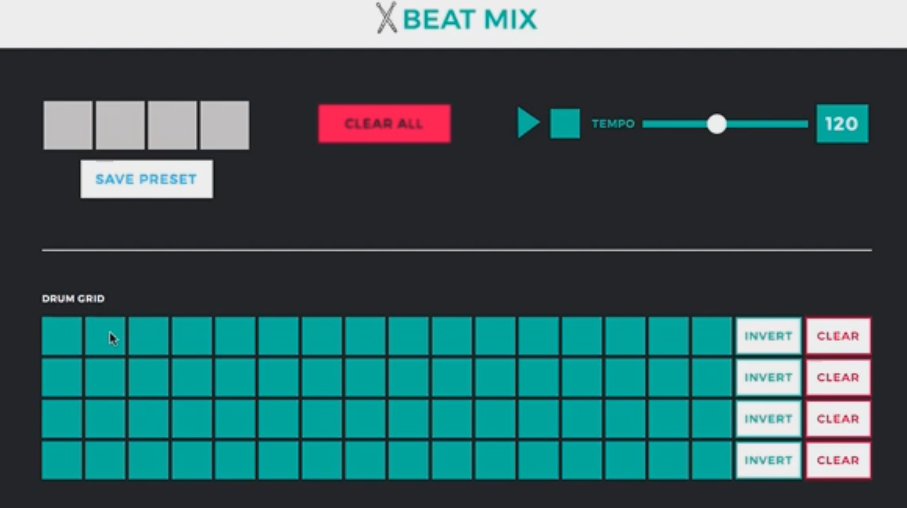 BEAT MIX
CLEAR ALL
TEMPO
120
SAVE PRESET
DRUM GRID
INVERT CLEAR
INVERT CLEAR
INVERT CLEAR
INVERT CLEAR